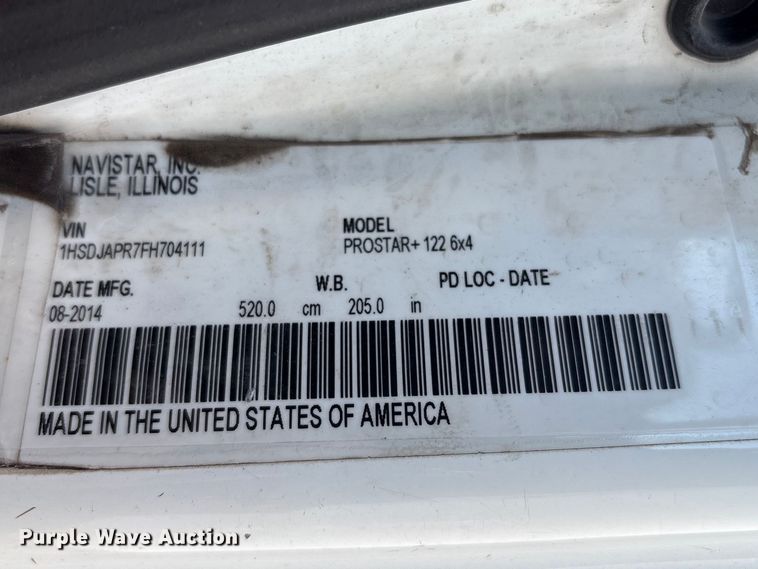 NAVISTAR, INC.
LISLE, ILLINOIS
VIN MODEL
1HSDJAPR7FH704111 PROSTAR+ 122 6x4
DATE MFG. W.B. PD LOC - DATE
08-2014 520.0 cm 205.0 in
MADE IN THE UNITED STATES OF AMERICA
Purple Wave Auction